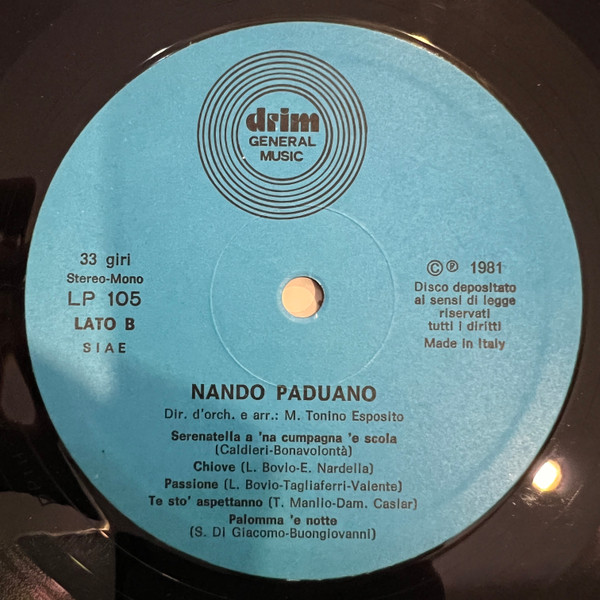 drim
GENERAL
MUSIC
33 giri
Stereo-Mono
LP 105
LATO B
SIAE
© ℗ 1981
Disco depositato
ai sensi di legge
riservati
tutti i diritti
Made in Italy
NANDO PADUANO
Dir. d'orch. e arr.: M. Tonino Esposito
Serenatella a 'na cumpagna 'e scola
(Caldieri-Bonavolontà)
Chiove (L. Bovio-E. Nardella)
Passione (L. Bovio-Tagliaferri-Valente)
Te sto' aspettanno (T. Manlio-Dam. Casiar)
Palomma 'e notte
(S. Di Giacomo-Buongiovanni)